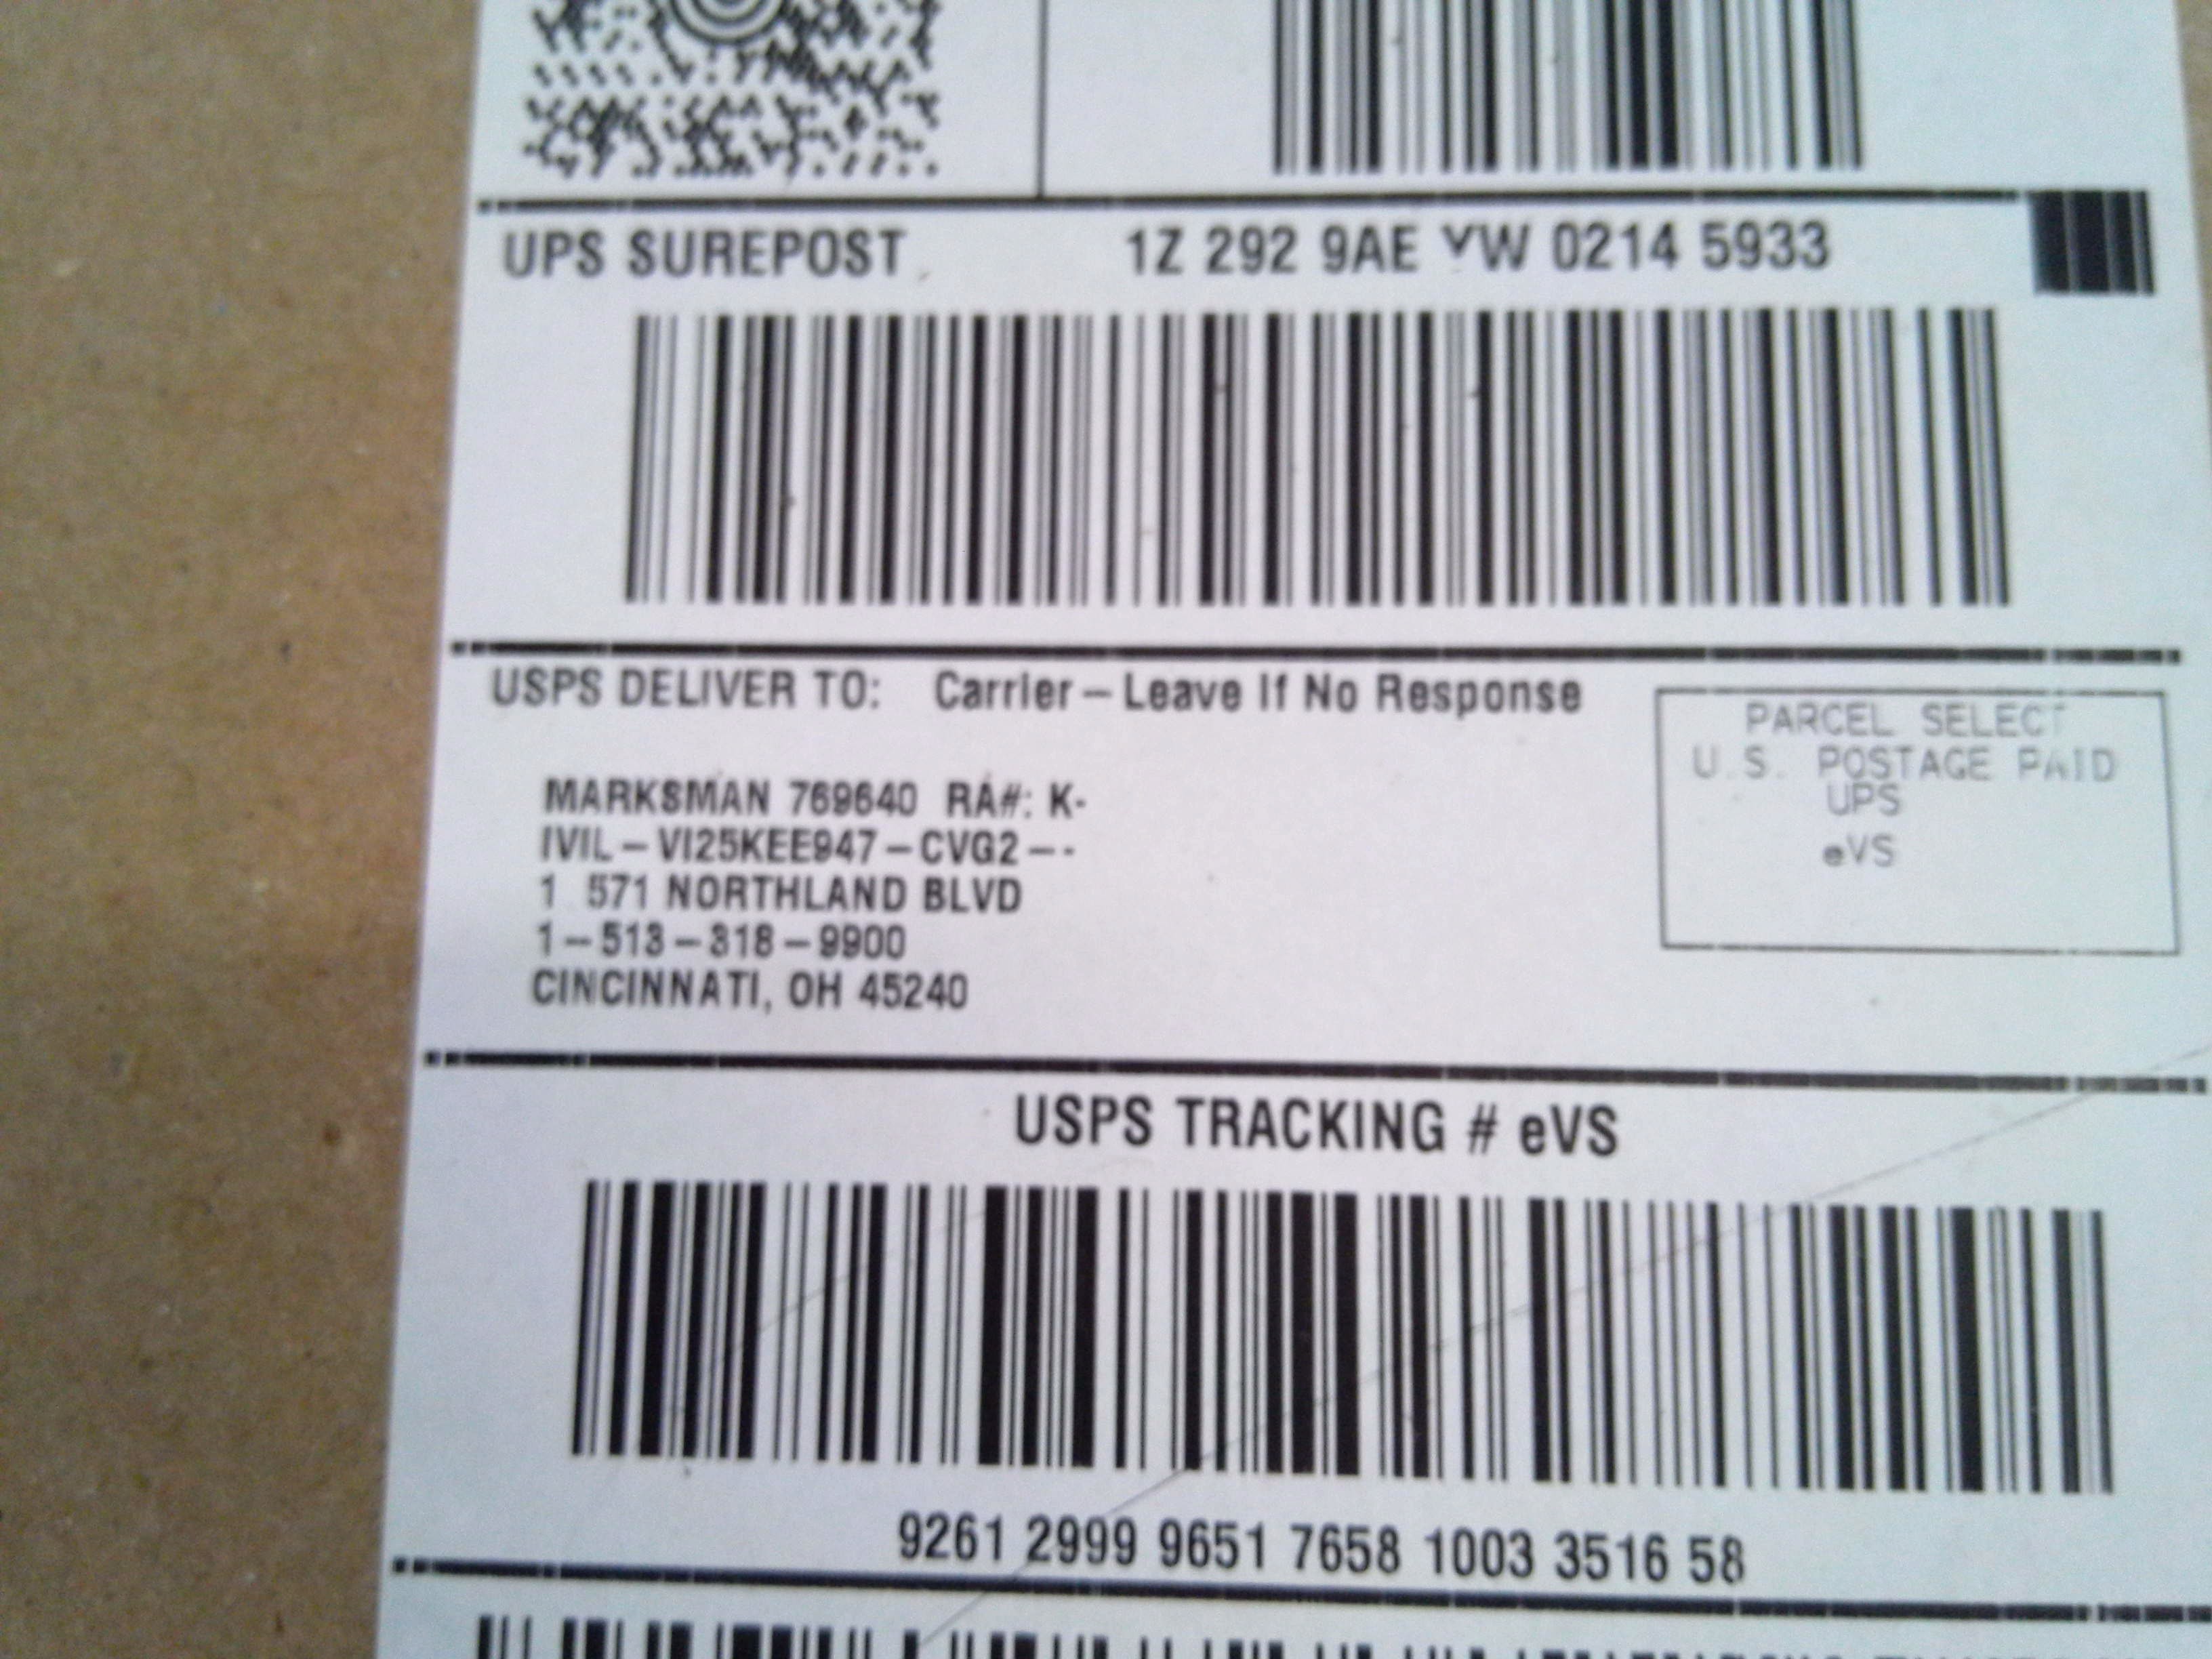 UPS SUREPOST 1Z 292 9AE YW 0214 5933
USPS DELIVER TO: Carrier – Leave If No Response
PARCEL SELECT
U.S. POSTAGE PAID
UPS
eVS
MARKSMAN 769640 RA#: K-
IVIL – VI25KEE947 – CVG2 – -
1 571 NORTHLAND BLVD
1 – 513 – 318 – 9900
CINCINNATI, OH 45240
USPS TRACKING # eVS
9261 2999 9651 7658 1003 3516 58